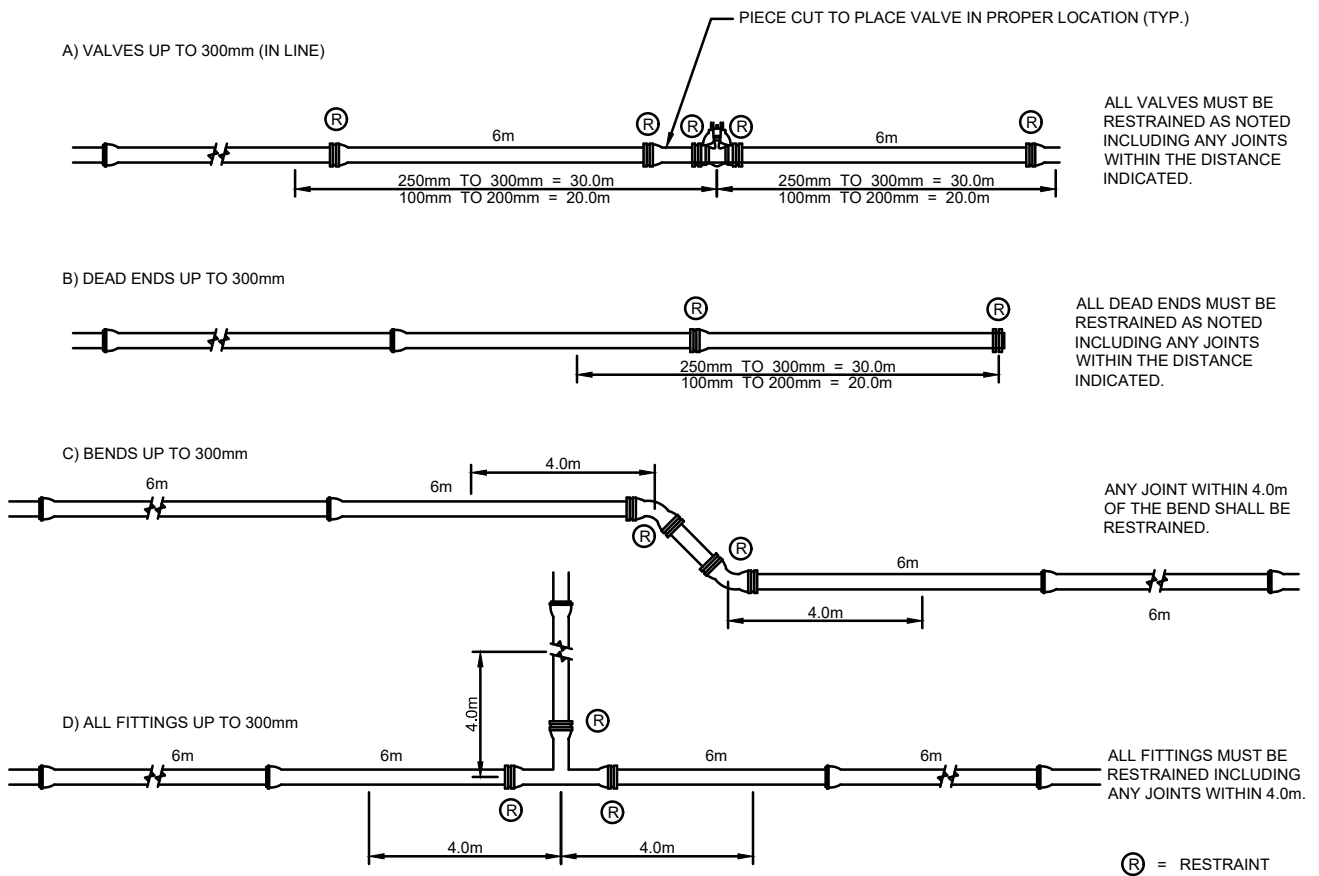 PIECE CUT TO PLACE VALVE IN PROPER LOCATION (TYP.)
A) VALVES UP TO 300mm (IN LINE)
R
R
R
R
R
6m
6m
250mm TO 300mm = 30.0m
100mm TO 200mm = 20.0m
250mm TO 300mm = 30.0m
100mm TO 200mm = 20.0m
ALL VALVES MUST BE
RESTRAINED AS NOTED
INCLUDING ANY JOINTS
WITHIN THE DISTANCE
INDICATED.
B) DEAD ENDS UP TO 300mm
R
R
250mm TO 300mm = 30.0m
100mm TO 200mm = 20.0m
ALL DEAD ENDS MUST BE
RESTRAINED AS NOTED
INCLUDING ANY JOINTS
WITHIN THE DISTANCE
INDICATED.
C) BENDS UP TO 300mm
6m
6m
4.0m
R
R
6m
4.0m
6m
ANY JOINT WITHIN 4.0m
OF THE BEND SHALL BE
RESTRAINED.
D) ALL FITTINGS UP TO 300mm
4.0m
R
6m
6m
6m
6m
R
R
4.0m
4.0m
ALL FITTINGS MUST BE
RESTRAINED INCLUDING
ANY JOINTS WITHIN 4.0m.
R = RESTRAINT